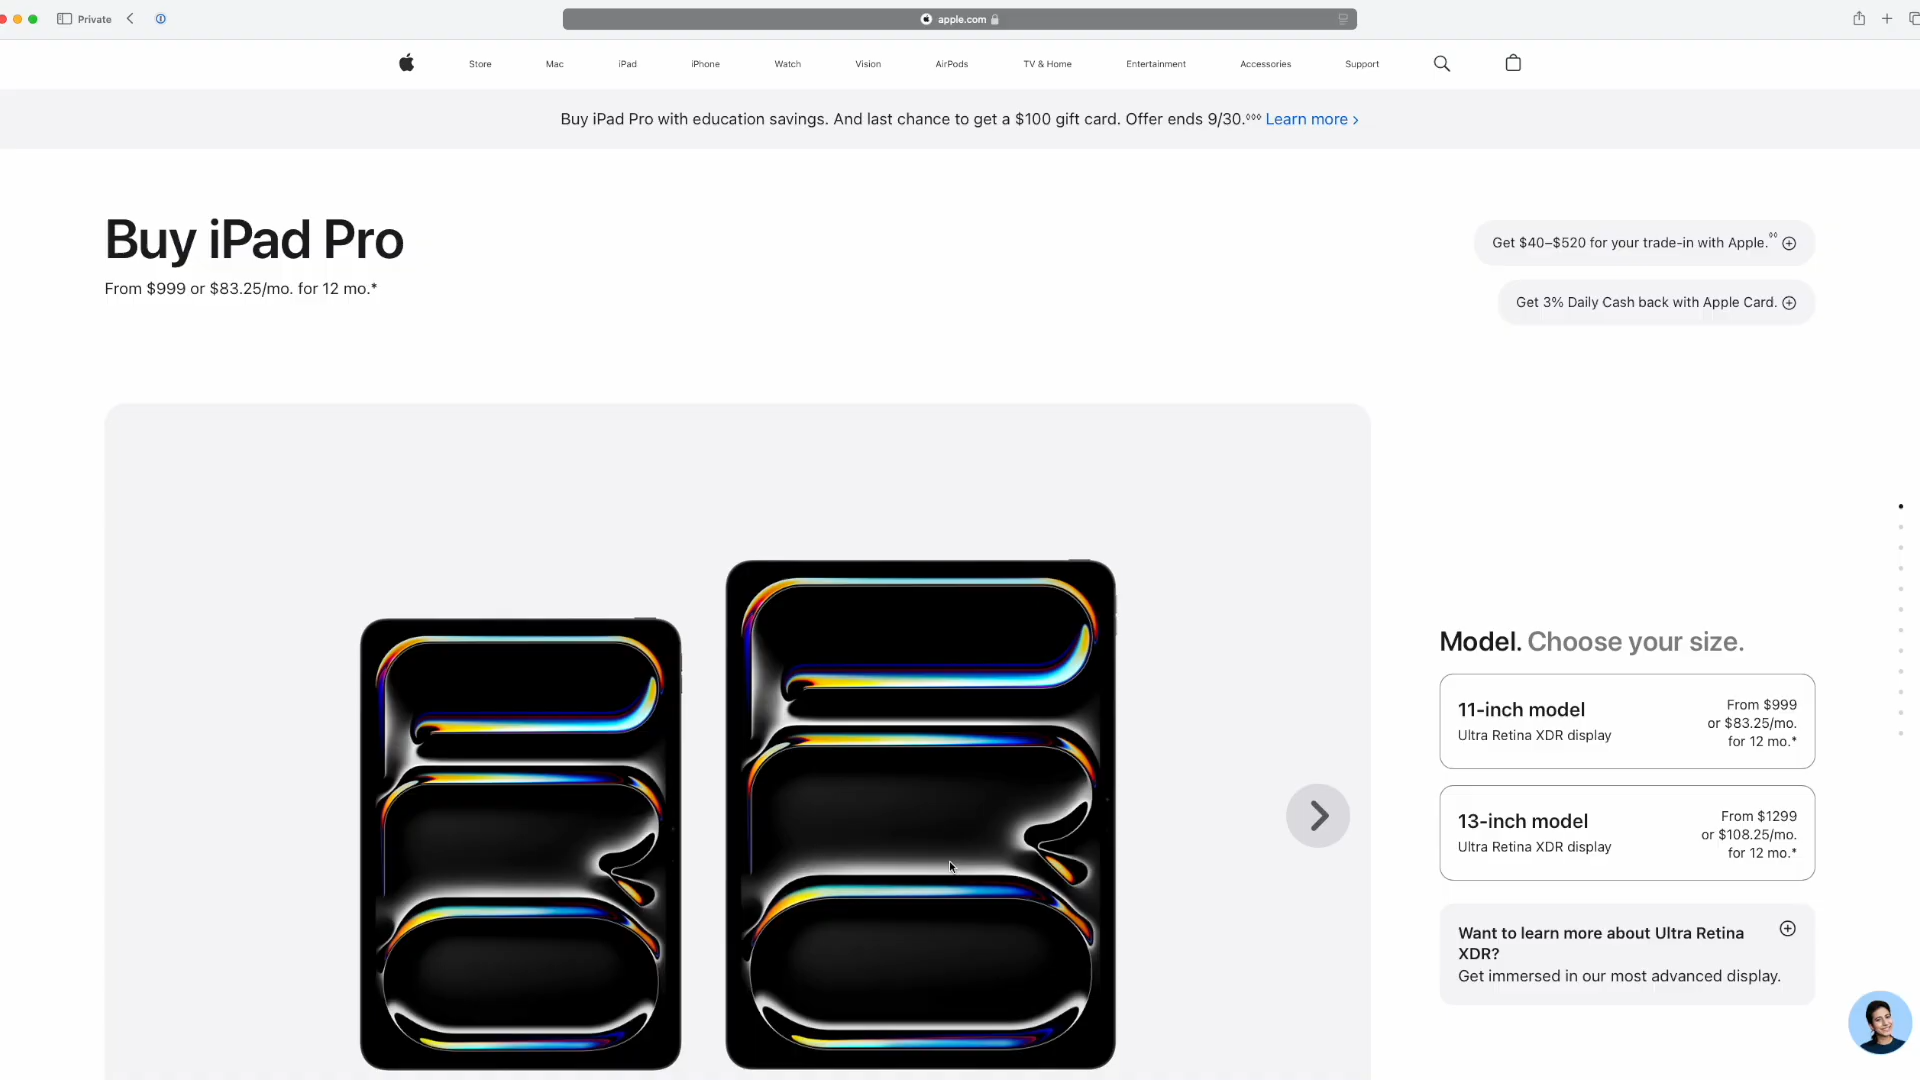 Private
apple.com
Store
Mac
iPad
iPhone
Watch
Vision
AirPods
TV & Home
Entertainment
Accessories
Support
Buy iPad Pro with education savings. And last chance to get a $100 gift card. Offer ends 9/30.◊◊◊ Learn more >
Buy iPad Pro
From $999 or $83.25/mo. for 12 mo.*
Get $40–$520 for your trade-in with Apple.◊◊
Get 3% Daily Cash back with Apple Card.
Model. Choose your size.
11-inch model
Ultra Retina XDR display
From $999
or $83.25/mo.
for 12 mo.*
13-inch model
Ultra Retina XDR display
From $1299
or $108.25/mo.
for 12 mo.*
Want to learn more about Ultra Retina
XDR?
Get immersed in our most advanced display.